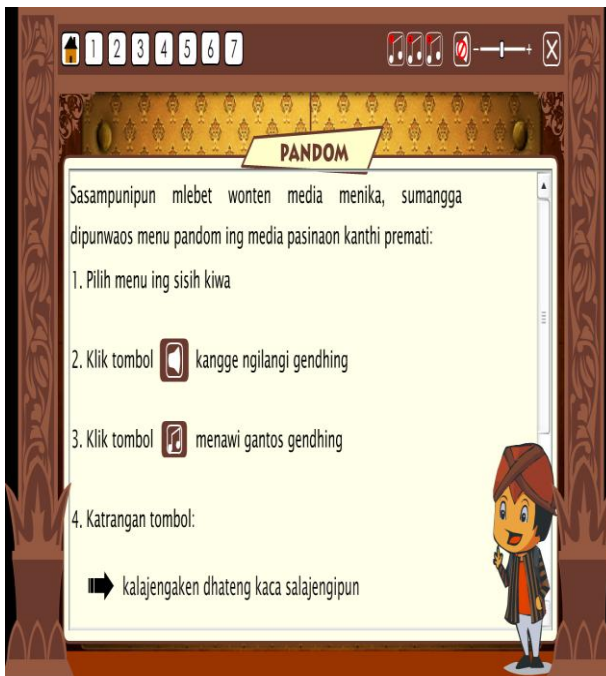 1 2 3 4 5 6 7
- +
PANDOM
Sasampunipun mlebet wonten media menika, sumangga
dipunwaos menu pandom ing media pasinaon kanthi premati:
1. Pilih menu ing sisih kiwa
2. Klik tombol kangge ngilangi gendhing
3. Klik tombol menawi gantos gendhing
4. Katrangan tombol:
kalajengaken dhateng kaca salajengipun